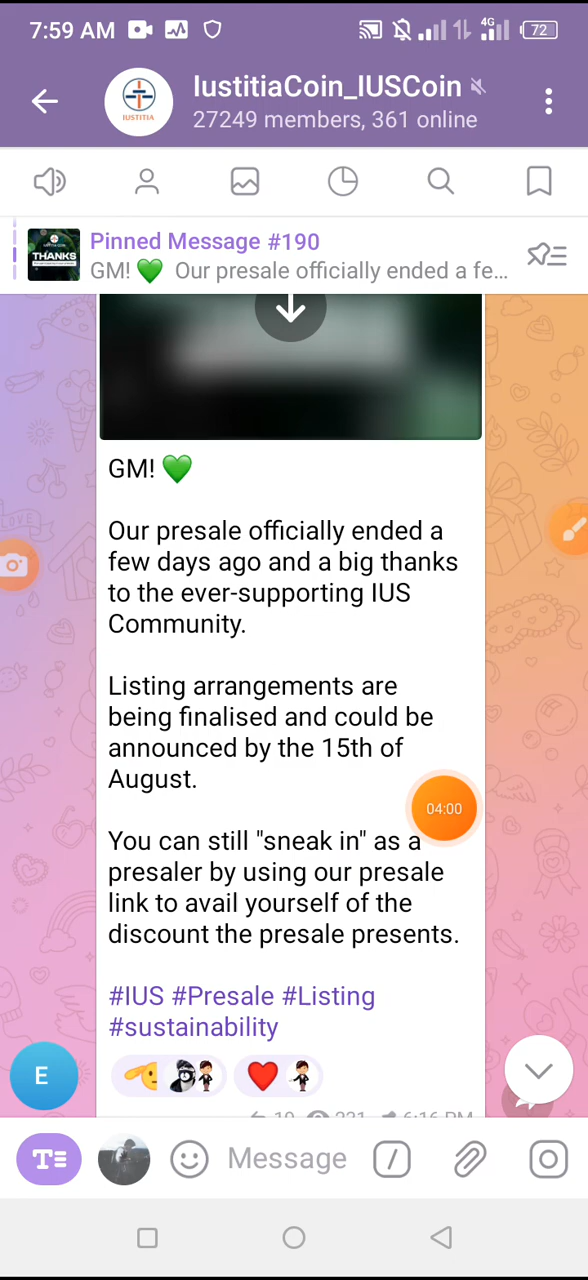 7:59 AM
4G
72
IUSTITIA
IustitiaCoin_IUSCoin
27249 members, 361 online
THANKS
Pinned Message #190
GM! 💚 Our presale officially ended a fe...
GM! 💚
Our presale officially ended a
few days ago and a big thanks
to the ever-supporting IUS
Community.
Listing arrangements are
being finalised and could be
announced by the 15th of
August.
04:00
You can still "sneak in" as a
presaler by using our presale
link to avail yourself of the
discount the presale presents.
#IUS #Presale #Listing
#sustainability
E
LOVE
T
Message